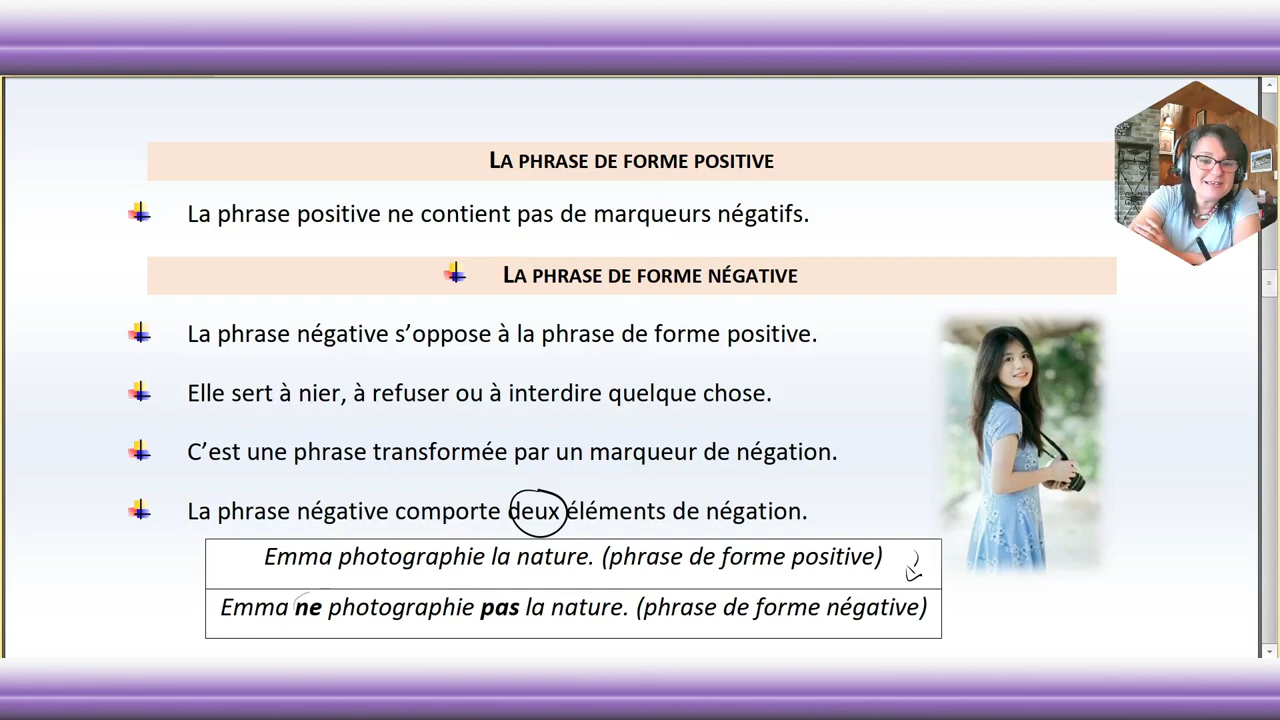 LA PHRASE DE FORME POSITIVE
La phrase positive ne contient pas de marqueurs négatifs.
LA PHRASE DE FORME NÉGATIVE
La phrase négative s’oppose à la phrase de forme positive.
Elle sert à nier, à refuser ou à interdire quelque chose.
C’est une phrase transformée par un marqueur de négation.
La phrase négative comporte deux éléments de négation.
Emma photographie la nature. (phrase de forme positive)
Emma ne photographie pas la nature. (phrase de forme négative)